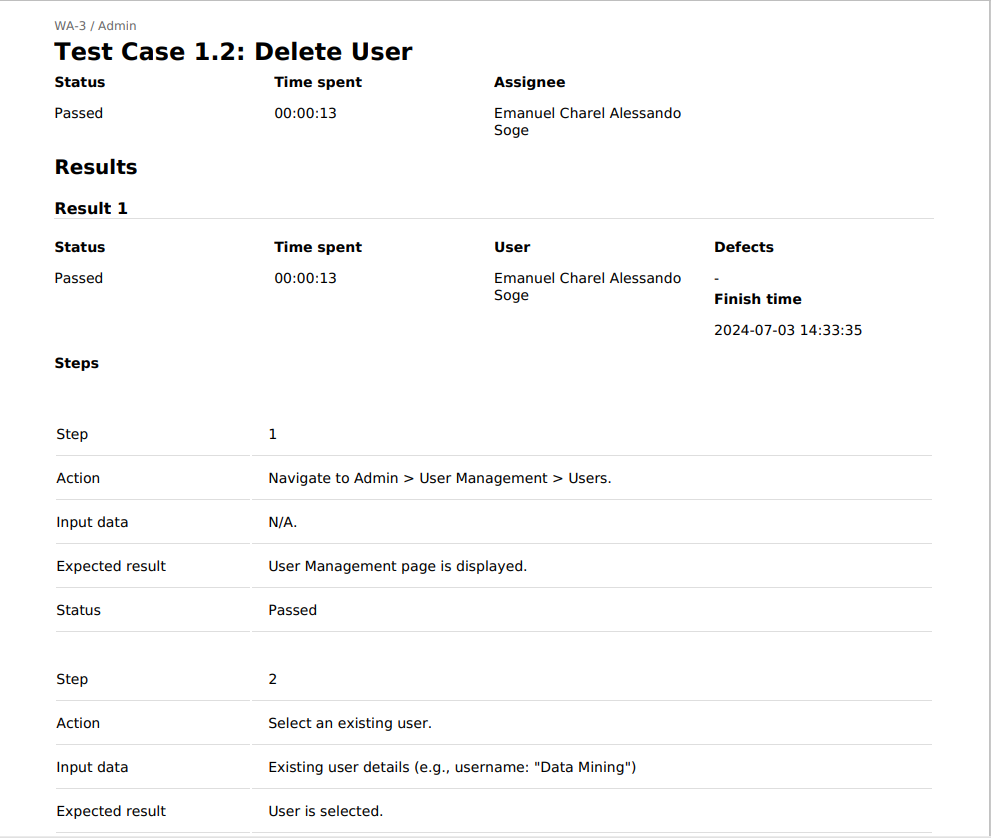 WA-3 / Admin
Test Case 1.2: Delete User
Status Time spent Assignee
Passed 00:00:13 Emanuel Charel Alessando
Soge
Results
Result 1
Status Time spent User Defects
Passed 00:00:13 Emanuel Charel Alessando -
Soge
Finish time
2024-07-03 14:33:35
Steps
Step 1
Action Navigate to Admin > User Management > Users.
Input data N/A.
Expected result User Management page is displayed.
Status Passed
Step 2
Action Select an existing user.
Input data Existing user details (e.g., username: "Data Mining")
Expected result User is selected.